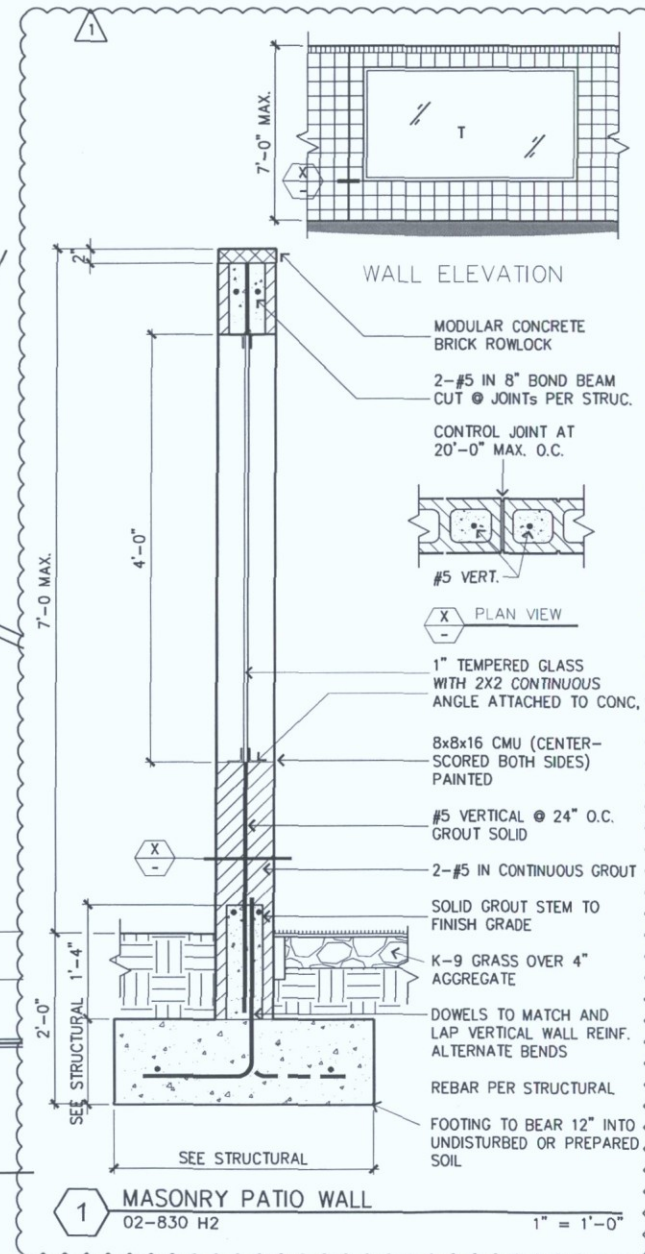 1
7'-0" MAX.
T
X
-
WALL ELEVATION
2"
MODULAR CONCRETE
BRICK ROWLOCK
2-#5 IN 8" BOND BEAM
CUT @ JOINTs PER STRUC.
CONTROL JOINT AT
20'-0" MAX. O.C.
#5 VERT.
X
-
PLAN VIEW
7'-0 MAX.
4'-0"
1" TEMPERED GLASS
WITH 2X2 CONTINUOUS
ANGLE ATTACHED TO CONC,
8x8x16 CMU (CENTER-
SCORED BOTH SIDES)
PAINTED
#5 VERTICAL @ 24" O.C.
GROUT SOLID
X
-
2-#5 IN CONTINUOUS GROUT
SOLID GROUT STEM TO
FINISH GRADE
K-9 GRASS OVER 4"
AGGREGATE
2'-0"
SEE STRUCTURAL 1'-4"
DOWELS TO MATCH AND
LAP VERTICAL WALL REINF.
ALTERNATE BENDS
REBAR PER STRUCTURAL
FOOTING TO BEAR 12" INTO
UNDISTURBED OR PREPARED
SOIL
SEE STRUCTURAL
1
MASONRY PATIO WALL
02-830 H2
1" = 1'-0"